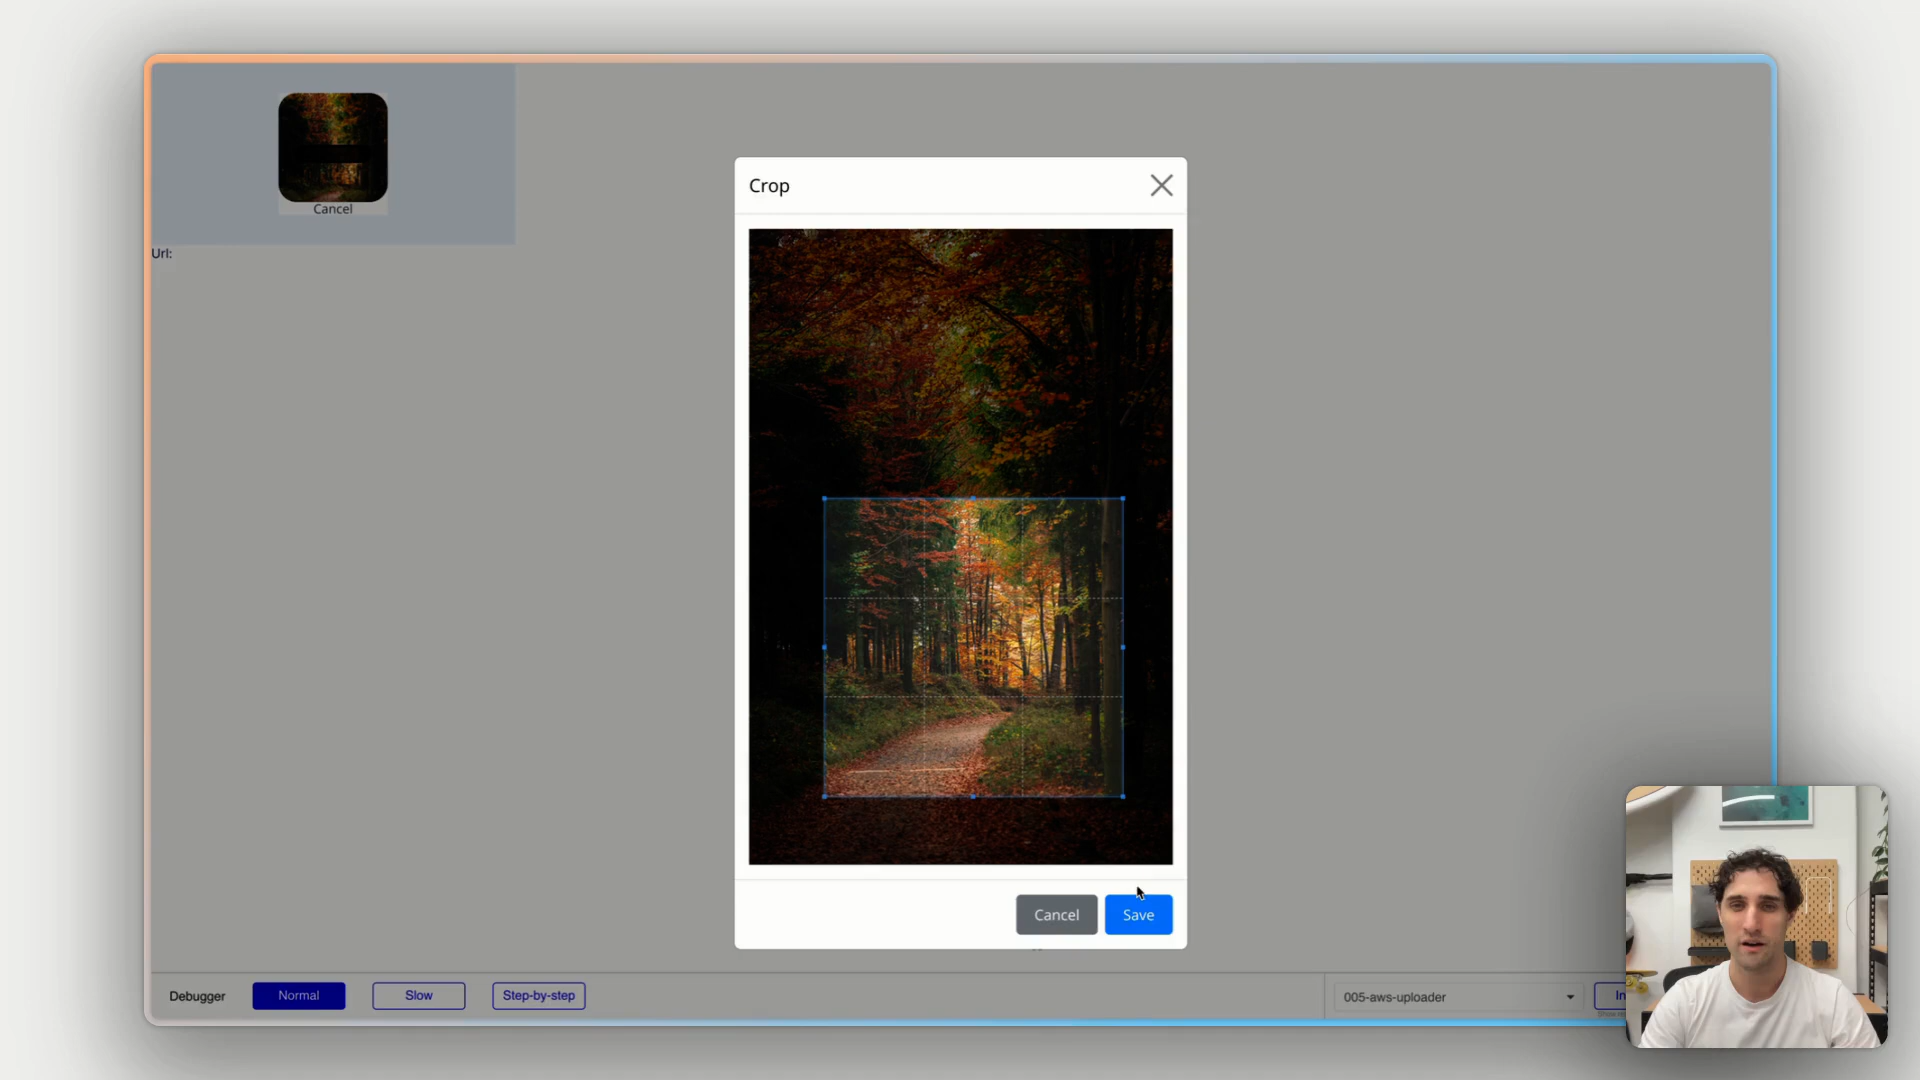 Cancel
Url:
Crop
Cancel
Save
Debugger
Normal
Slow
Step-by-step
005-aws-uploader